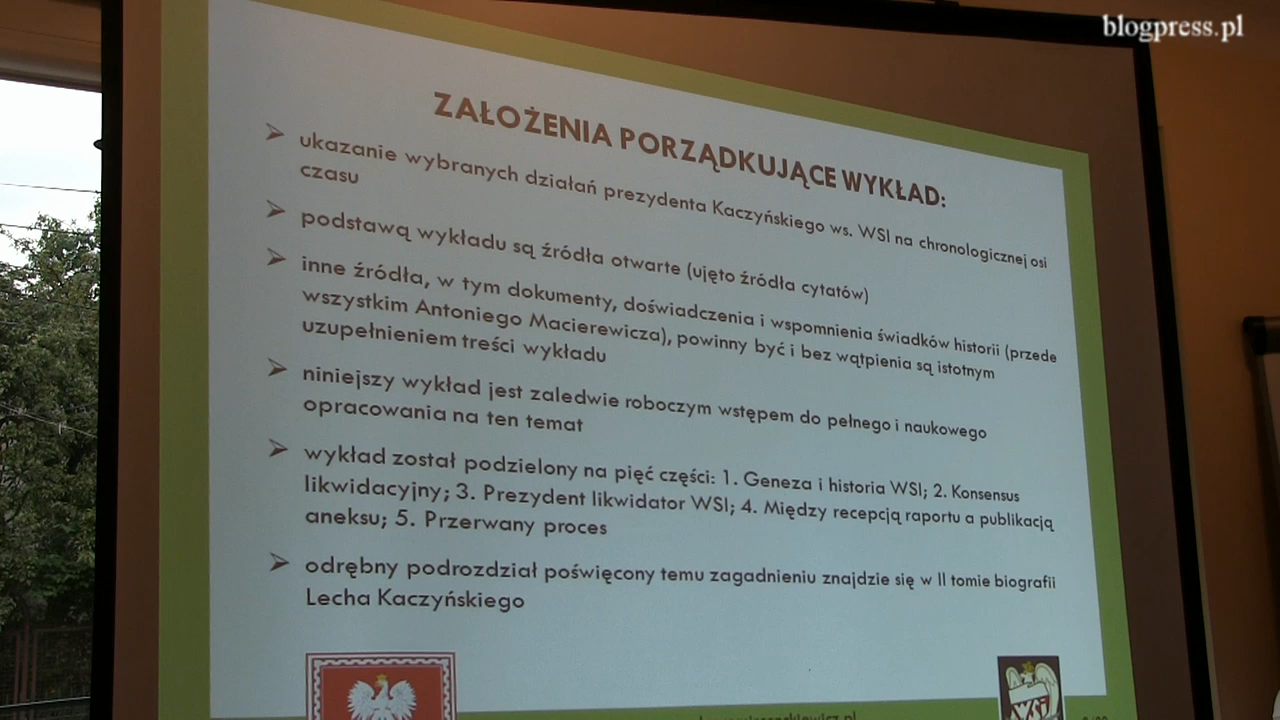 blogpress.pl
ZAŁOŻENIA PORZĄDKUJĄCE WYKŁAD:
ukazanie wybranych działań prezydenta Kaczyńskiego ws. WSI na chronologicznej osi
czasu
podstawą wykładu są źródła otwarte (ujęto źródła cytatów)
inne źródła, w tym dokumenty, doświadczenia i wspomnienia świadków historii (przede
wszystkim Antoniego Macierewicza), powinny być i bez wątpienia są istotnym
uzupełnieniem treści wykładu
niniejszy wykład jest zaledwie roboczym wstępem do pełnego i naukowego
opracowania na ten temat
wykład został podzielony na pięć części: 1. Geneza i historia WSI; 2. Konsensus
likwidacyjny; 3. Prezydent likwidator WSI; 4. Między recepcją raportu a publikacją
aneksu; 5. Przerwany proces
odrębny podrozdział poświęcony temu zagadnieniu znajdzie się w II tomie biografii
Lecha Kaczyńskiego
WSI